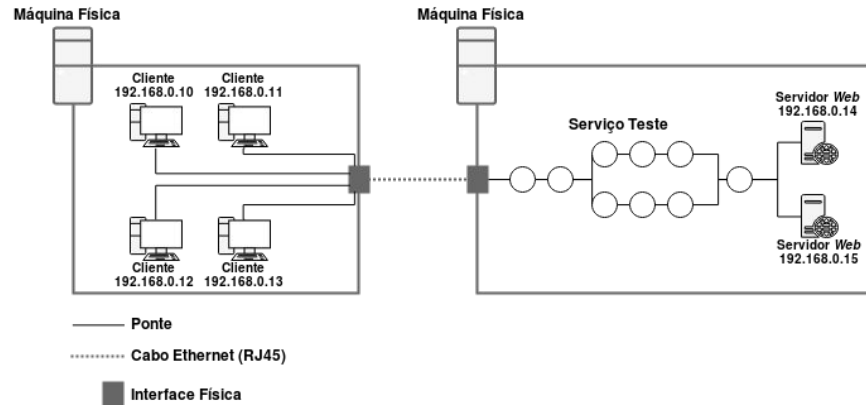 Máquina Física
Máquina Física
Cliente
192.168.0.10
Cliente
192.168.0.11
Cliente
192.168.0.12
Cliente
192.168.0.13
Serviço Teste
Servidor Web
192.168.0.14
Servidor Web
192.168.0.15
Ponte
Cabo Ethernet (RJ45)
Interface Física